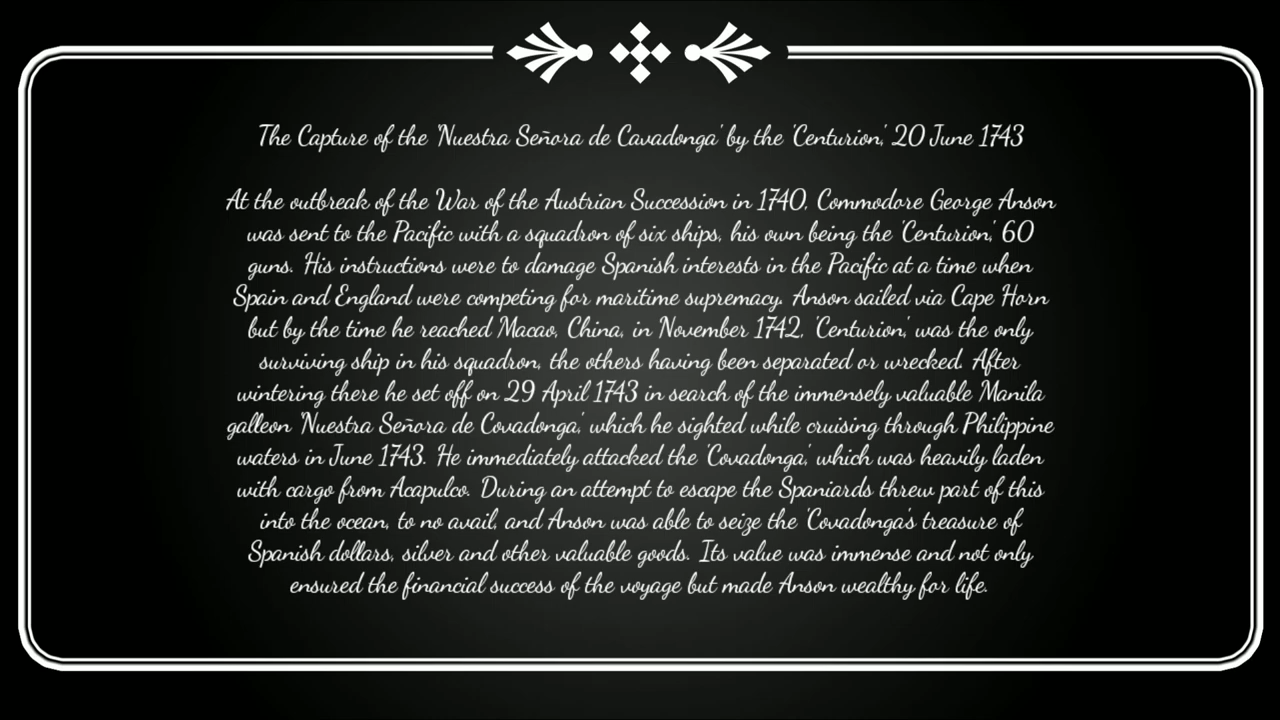 The Capture of the 'Nuestra Señora de Cavadonga' by the 'Centurion,' 20 June 1743
At the outbreak of the War of the Austrian Succession in 1740, Commodore George Anson
was sent to the Pacific with a squadron of six ships, his own being the 'Centurion,' 60
guns. His instructions were to damage Spanish interests in the Pacific at a time when
Spain and England were competing for maritime supremacy. Anson sailed via Cape Horn
but by the time he reached Macao, China, in November 1742, 'Centurion,' was the only
surviving ship in his squadron, the others having been separated or wrecked. After
wintering there he set off on 29 April 1743 in search of the immensely valuable Manila
galleon 'Nuestra Señora de Covadonga,' which he sighted while cruising through Philippine
waters in June 1743. He immediately attacked the 'Covadonga,' which was heavily laden
with cargo from Acapulco. During an attempt to escape the Spaniards threw part of this
into the ocean, to no avail, and Anson was able to seize the 'Covadonga's treasure of
Spanish dollars, silver and other valuable goods. Its value was immense and not only
ensured the financial success of the voyage but made Anson wealthy for life.